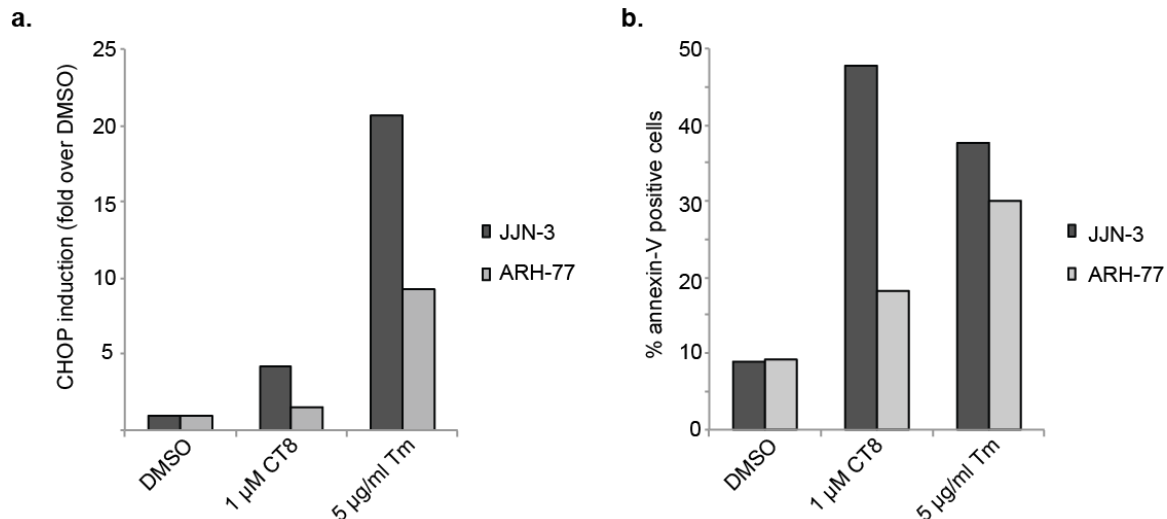 a.
CHOP induction (fold over DMSO)
25
20
15
10
5
DMSO
1 µM CT8
5 µg/ml Tm
JJN-3
ARH-77
b.
% annexin-V positive cells
50
40
30
20
10
0
DMSO
1 µM CT8
5 µg/ml Tm
JJN-3
ARH-77